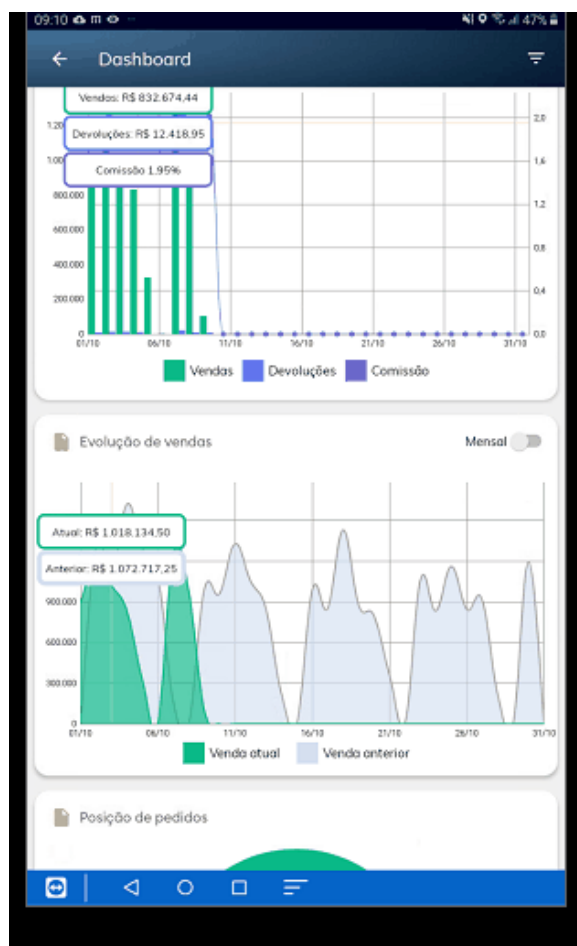 09:10 47%
Dashboard
Vendas: R$ 832.674,44
2,0
Devoluções: R$ 12.418,95
1,6
Comissão 1.95%
800.000
1,2
600.000
0,8
400.000
200.000
0,4
0
0,0
01/10 06/10 11/10 16/10 21/10 26/10 31/10
Vendas Devoluções Comissão
Evolução de vendas Mensal
Atual: R$ 1.018.134,50
Anterior: R$ 1.072.717,25
900.000
600.000
300.000
0
01/10 06/10 11/10 16/10 21/10 26/10 31/10
Venda atual Venda anterior
Posição de pedidos